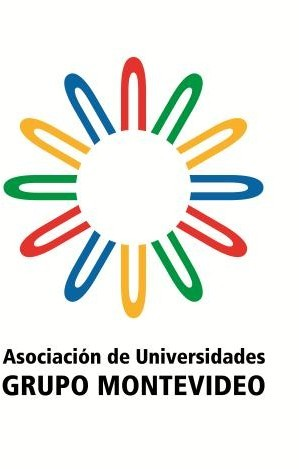 Asociación de Universidades
GRUPO MONTEVIDEO